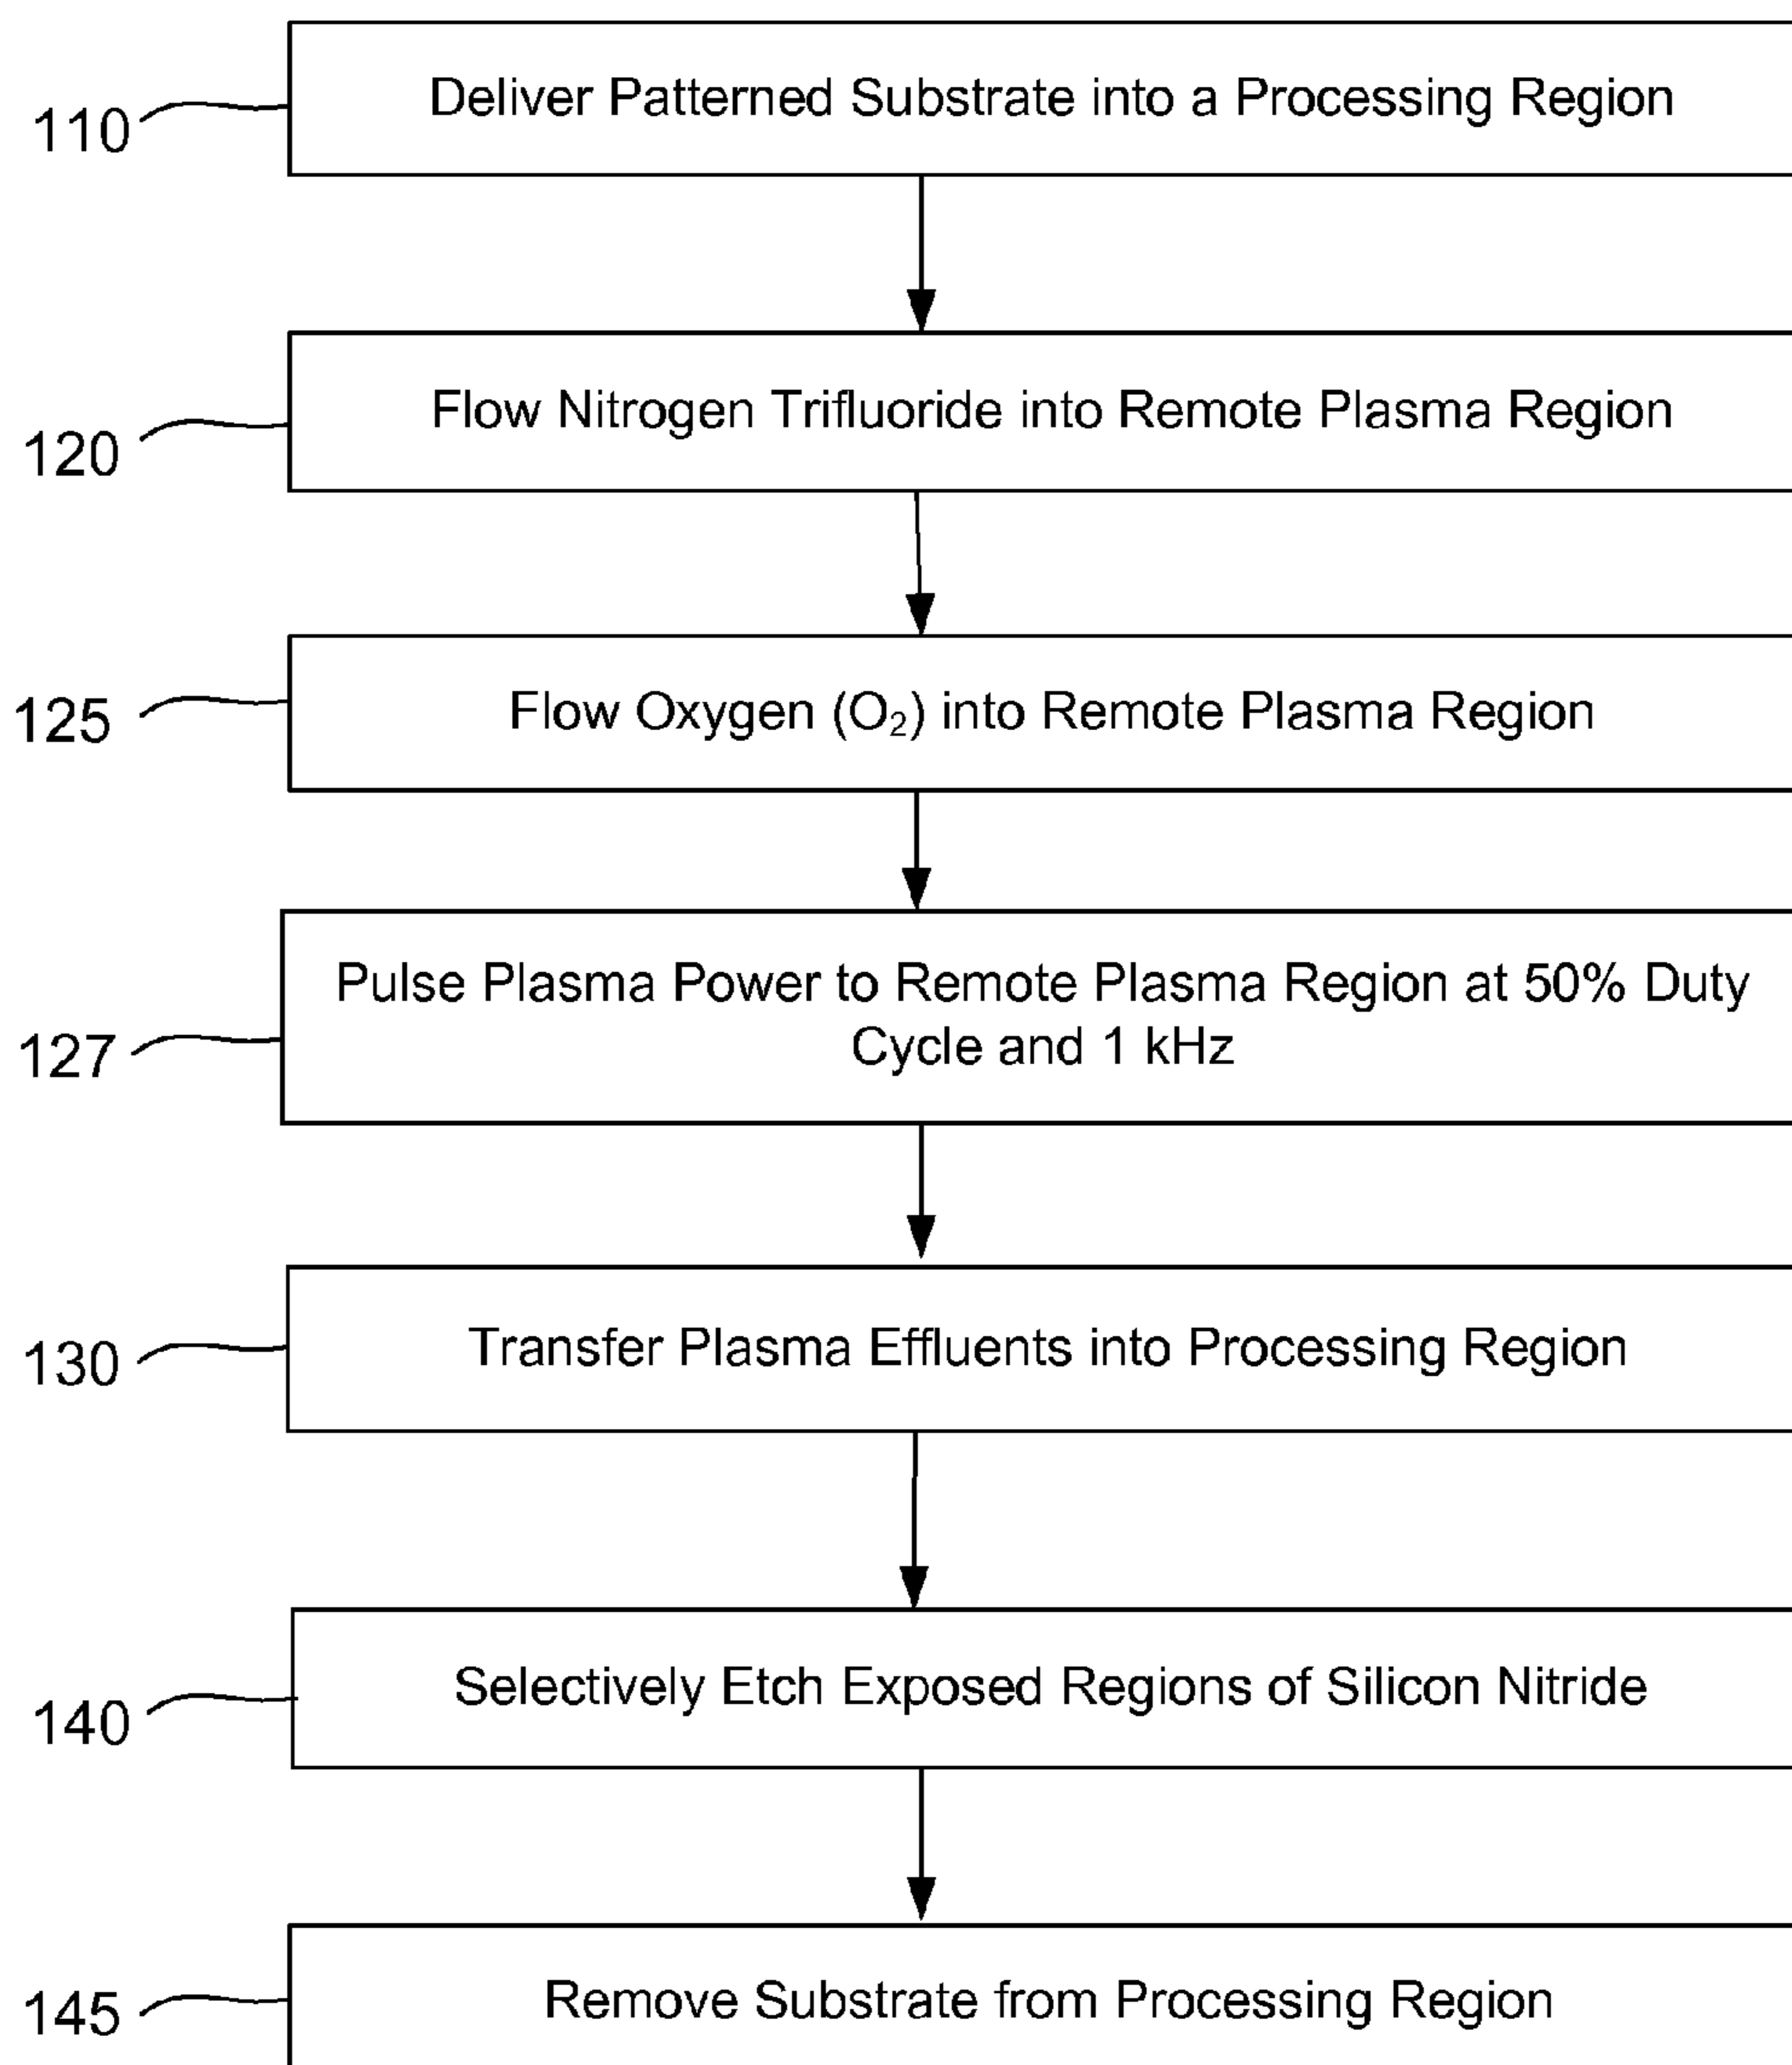 110
Deliver Patterned Substrate into a Processing Region
120
Flow Nitrogen Trifluoride into Remote Plasma Region
125
Flow Oxygen (O₂) into Remote Plasma Region
127
Pulse Plasma Power to Remote Plasma Region at 50% Duty
Cycle and 1 kHz
130
Transfer Plasma Effluents into Processing Region
140
Selectively Etch Exposed Regions of Silicon Nitride
145
Remove Substrate from Processing Region